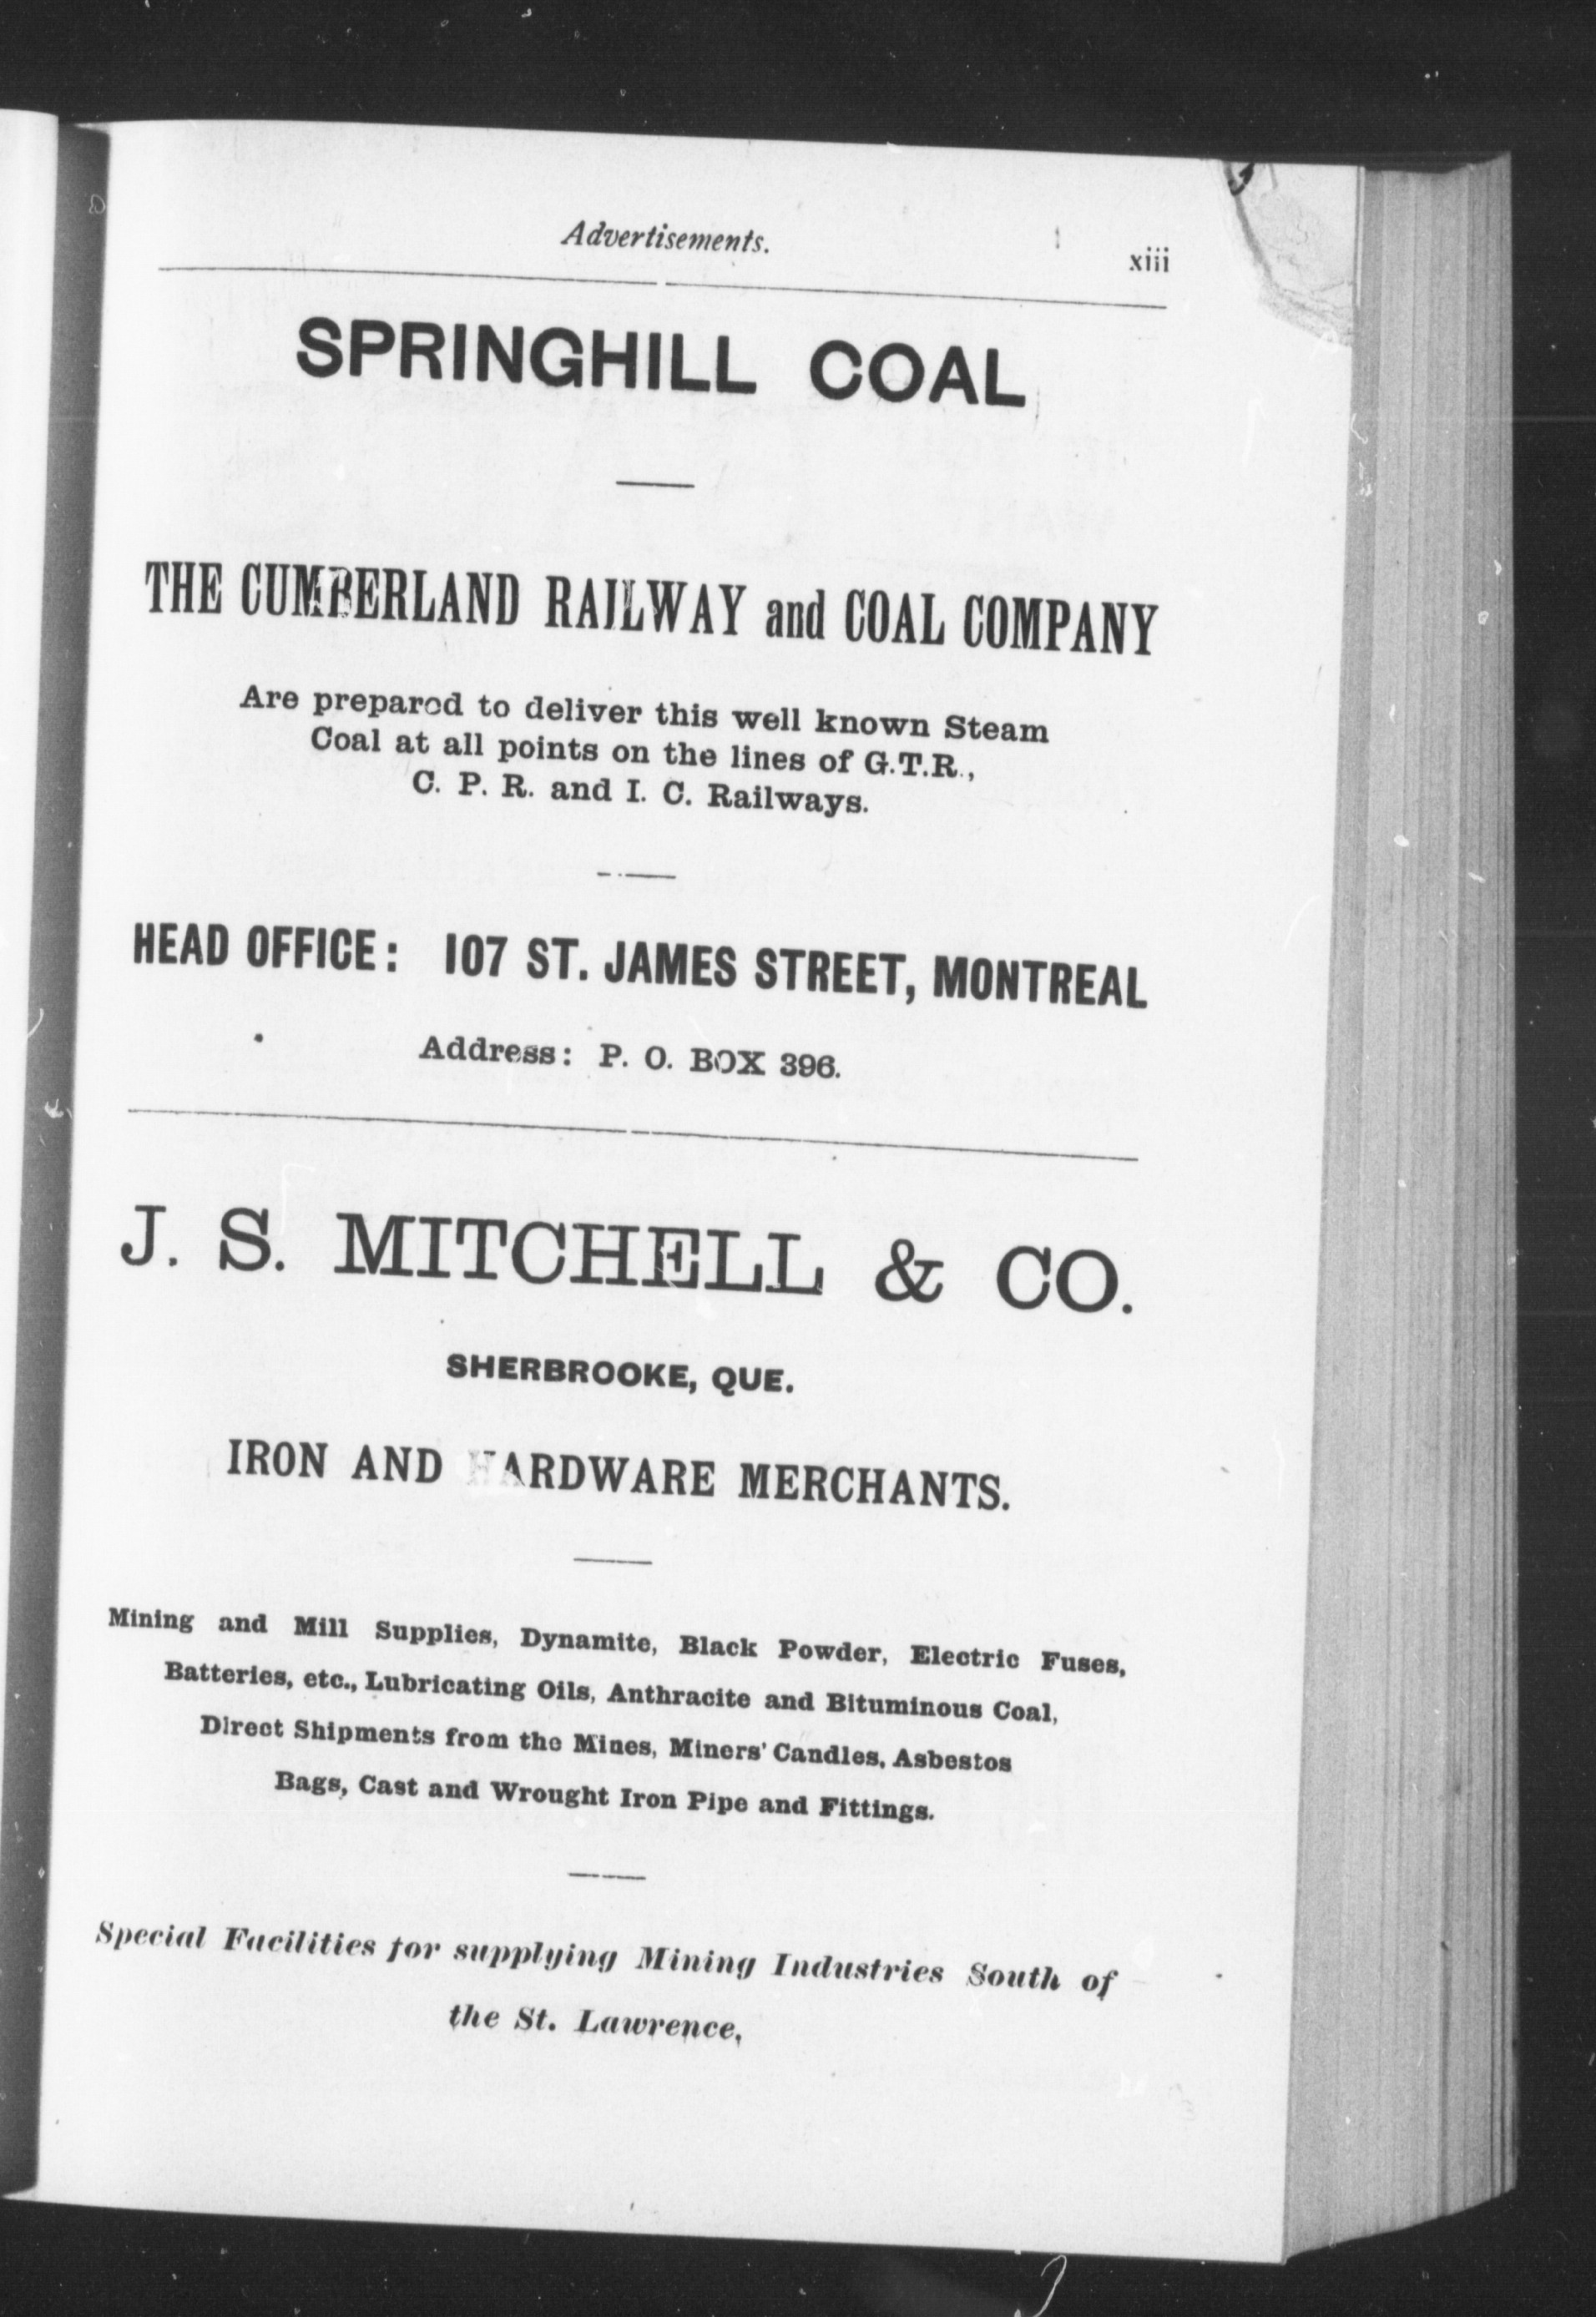 Advertisements.
xiii
SPRINGHILL COAL
THE CUMBERLAND RAILWAY and COAL COMPANY
Are prepared to deliver this well known Steam
Coal at all points on the lines of G.T.R.,
C. P. R. and I. C. Railways.
HEAD OFFICE: 107 ST. JAMES STREET, MONTREAL
Address: P. O. BOX 396.
J. S. MITCHELL & CO.
SHERBROOKE, QUE.
IRON AND HARDWARE MERCHANTS.
Mining and Mill Supplies, Dynamite, Black Powder, Electric Fuses,
Batteries, etc., Lubricating Oils, Anthracite and Bituminous Coal,
Direct Shipments from the Mines, Miners' Candles, Asbestos
Bags, Cast and Wrought Iron Pipe and Fittings.
Special Facilities for supplying Mining Industries South of
the St. Lawrence,